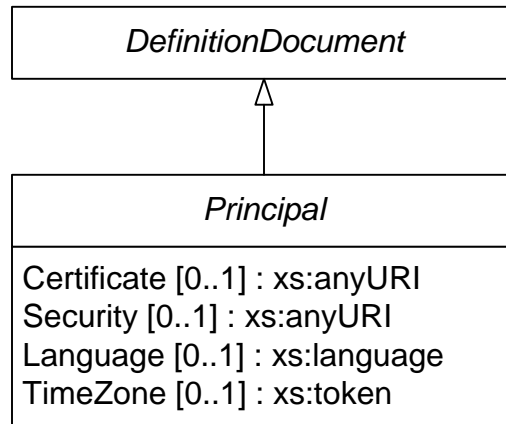 DefinitionDocument
Principal
Certificate [0..1] : xs:anyURI
Security [0..1] : xs:anyURI
Language [0..1] : xs:language
TimeZone [0..1] : xs:token